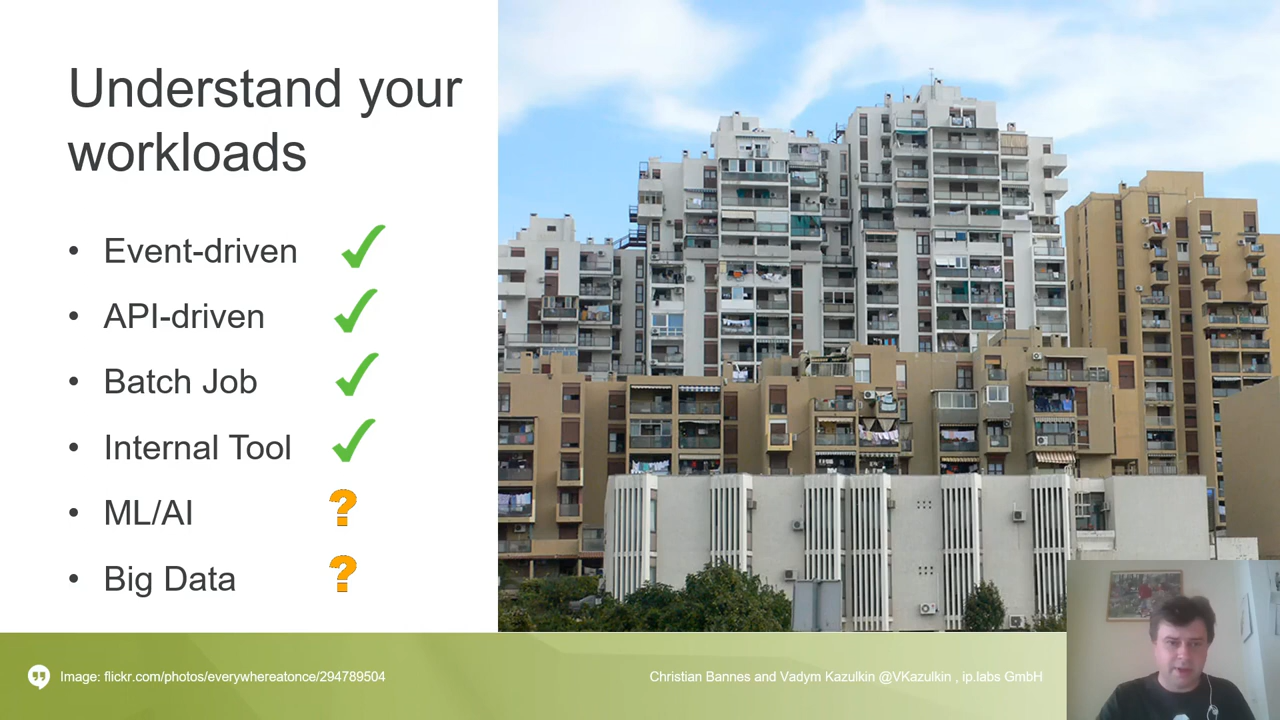 Understand your
workloads
• Event-driven
• API-driven
• Batch Job
• Internal Tool
• ML/AI ?
• Big Data ?
Image: flickr.com/photos/everywhereatonce/294789504
Christian Bannes and Vadym Kazulkin @VKazulkin , ip.labs GmbH